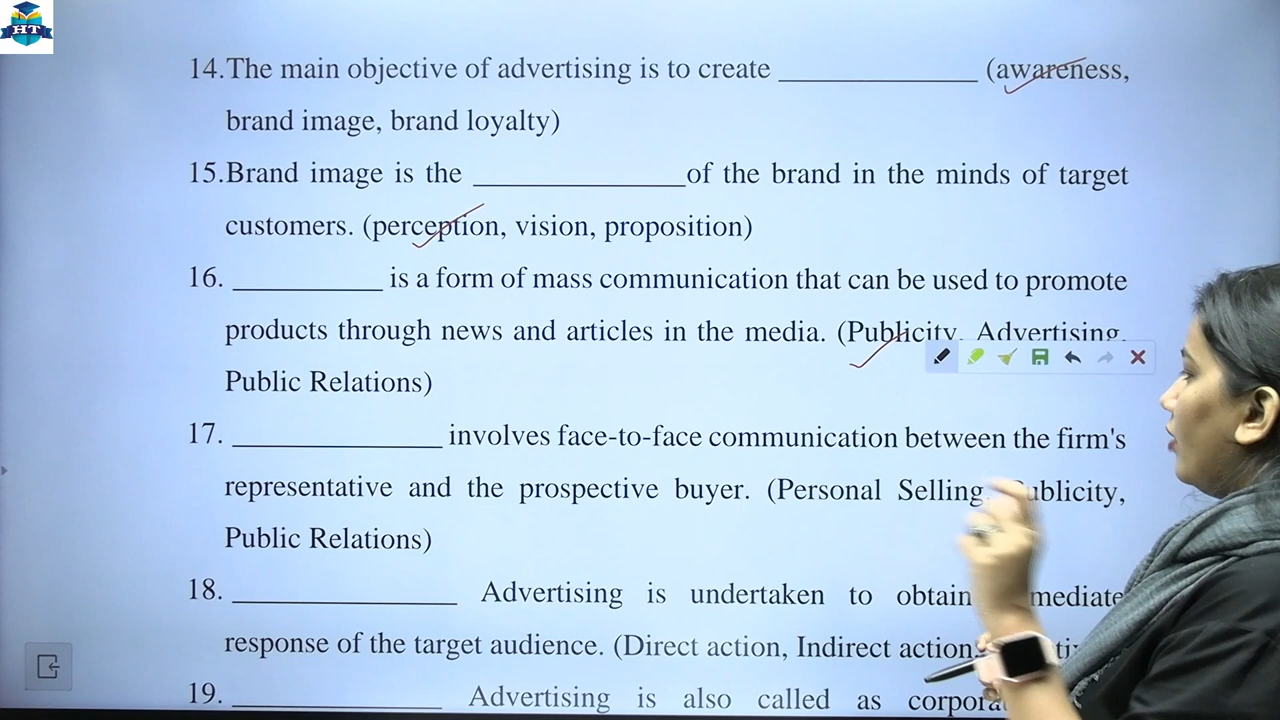 HT
14.The main objective of advertising is to create ______________ (awareness,
brand image, brand loyalty)
15.Brand image is the _______________of the brand in the minds of target
customers. (perception, vision, proposition)
16. ___________ is a form of mass communication that can be used to promote
products through news and articles in the media. (Publicity, Advertising,
Public Relations)
17. _______________ involves face-to-face communication between the firm's
representative and the prospective buyer. (Personal Selling, Publicity,
Public Relations)
18. ________________ Advertising is undertaken to obtain
response of the target audience. (Direct action, Indirect action,
19. _______________ Advertising is also called as